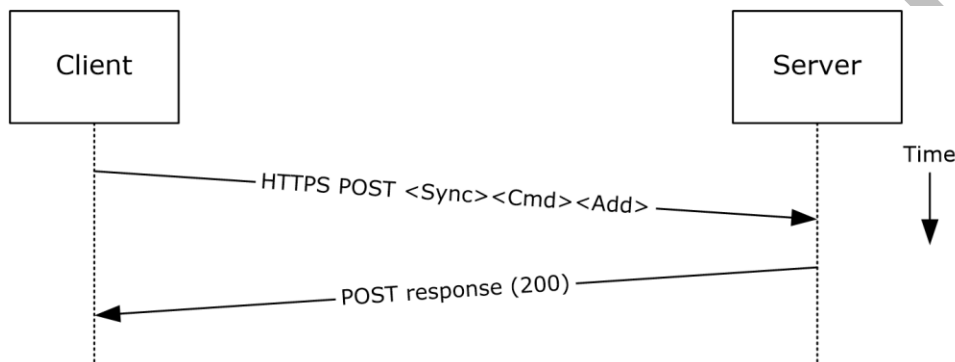 Client
Server
Time
HTTPS POST <Sync><Cmd><Add>
POST response (200)